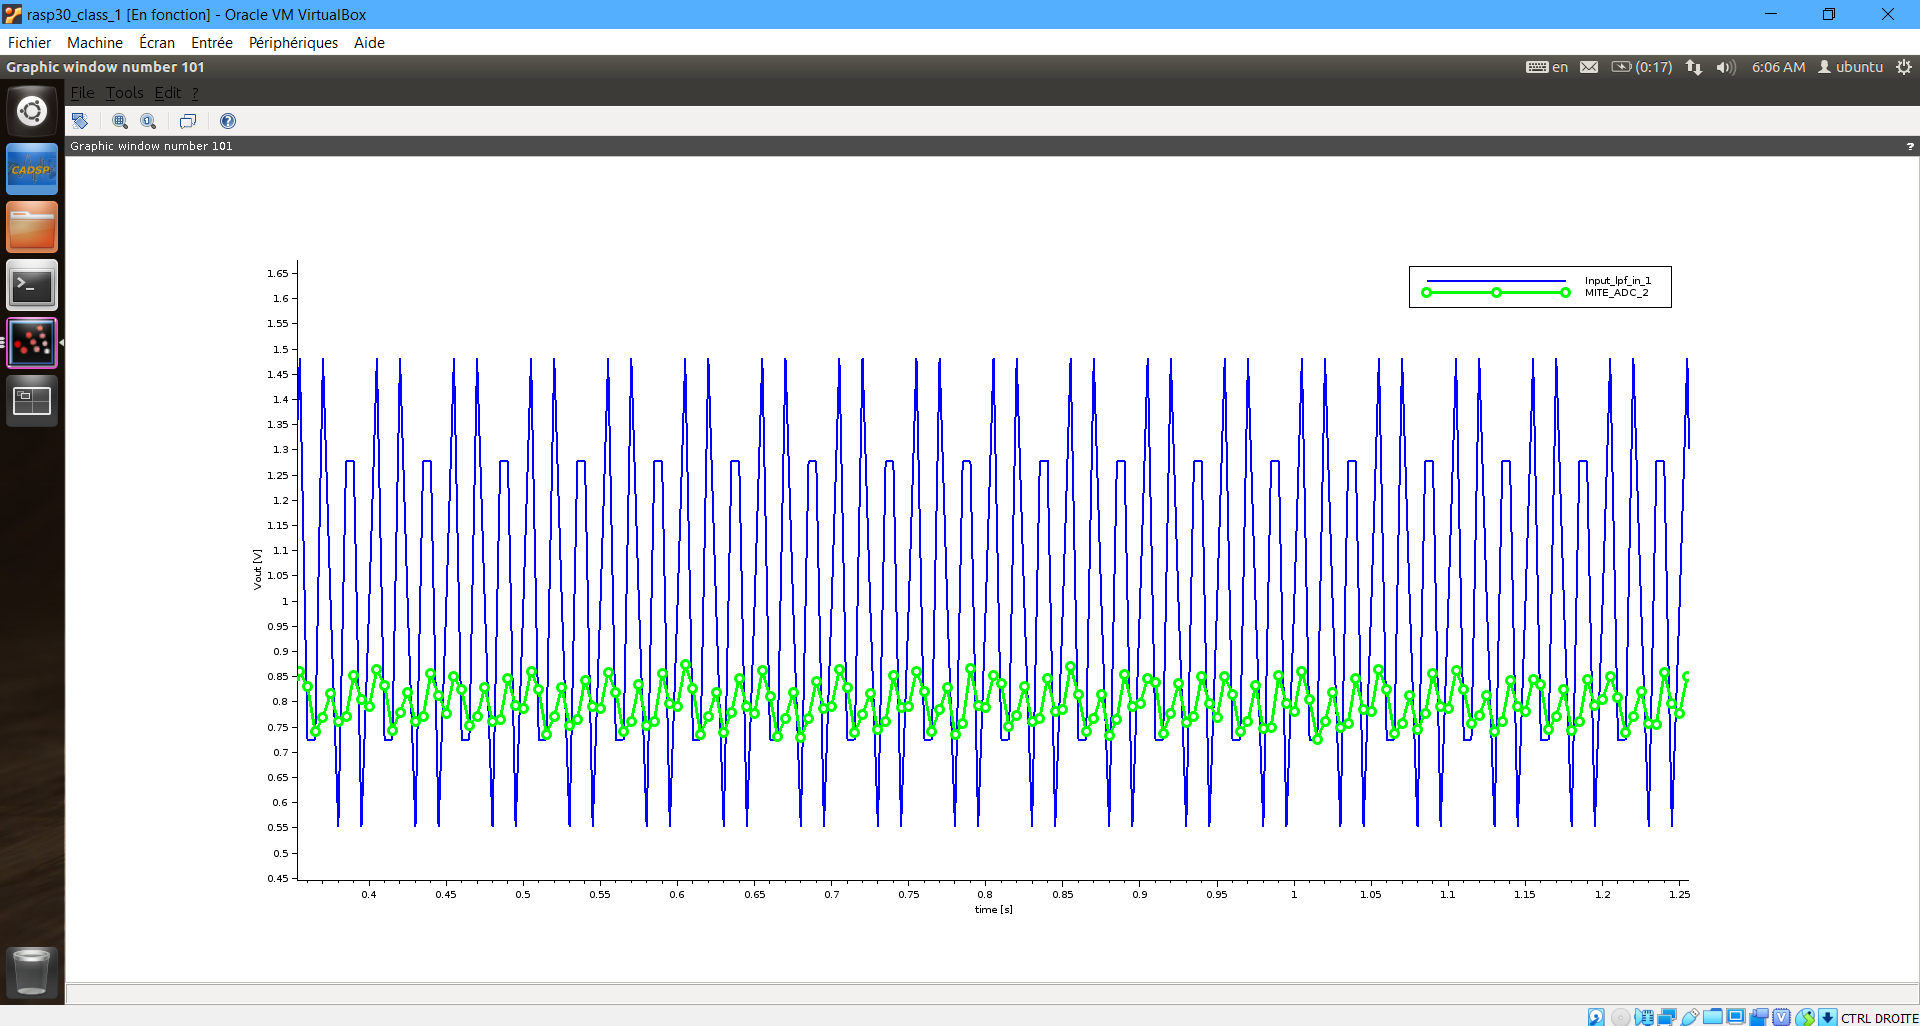 rasp30_class_1 [En fonction] - Oracle VM VirtualBox
Fichier Machine Écran Entrée Périphériques Aide
Graphic window number 101
en (0:17) 6:06 AM ubuntu
File Tools Edit ?
Graphic window number 101 ?
CADSP
Input_lpf_in_1
MITE_ADC_2
1.65
1.6
1.55
1.5
1.45
1.4
1.35
1.3
1.25
1.2
1.15
1.1
1.05
1
0.95
0.9
0.85
0.8
0.75
0.7
0.65
0.6
0.55
0.5
0.45
Vout [V]
0.4 0.45 0.5 0.55 0.6 0.65 0.7 0.75 0.8 0.85 0.9 0.95 1 1.05 1.1 1.15 1.2 1.25
time [s]
CTRL DROITE